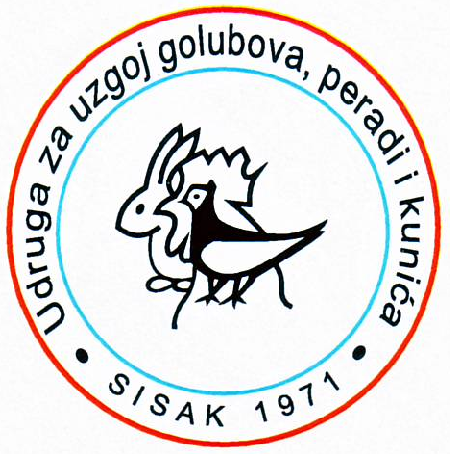 Udruga za uzgoj golubova, peradi i kunića
• SISAK 1971 •